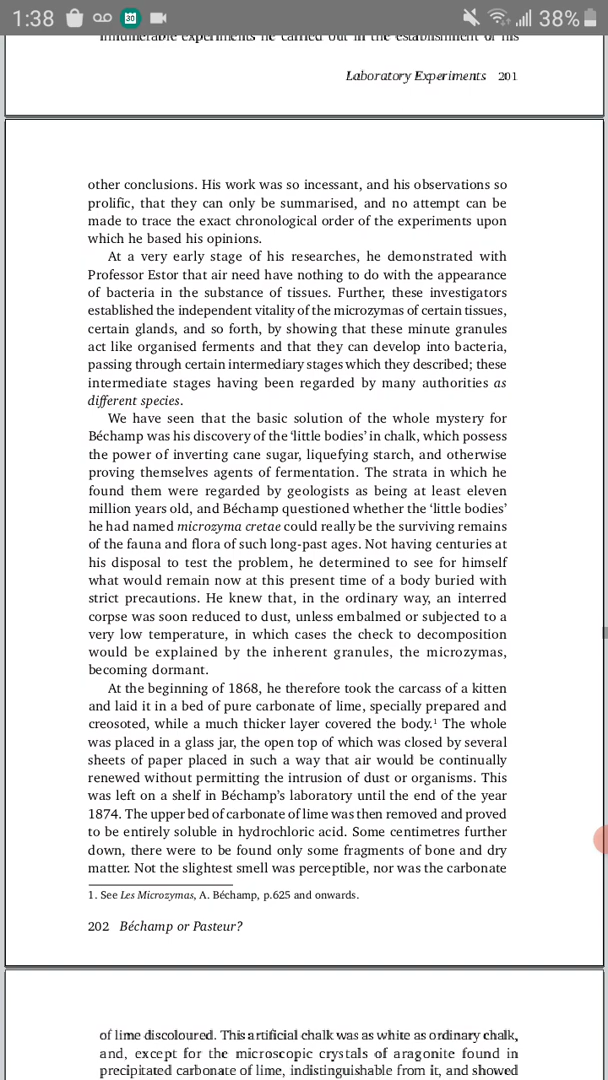 1:38
30
38%
innumerable experiments he carried out in the establishment of his
Laboratory Experiments 201
other conclusions. His work was so incessant, and his observations so
prolific, that they can only be summarised, and no attempt can be
made to trace the exact chronological order of the experiments upon
which he based his opinions.
At a very early stage of his researches, he demonstrated with
Professor Estor that air need have nothing to do with the appearance
of bacteria in the substance of tissues. Further, these investigators
established the independent vitality of the microzymas of certain tissues,
certain glands, and so forth, by showing that these minute granules
act like organised ferments and that they can develop into bacteria,
passing through certain intermediary stages which they described; these
intermediate stages having been regarded by many authorities as
different species.
We have seen that the basic solution of the whole mystery for
Béchamp was his discovery of the ‘little bodies’ in chalk, which possess
the power of inverting cane sugar, liquefying starch, and otherwise
proving themselves agents of fermentation. The strata in which he
found them were regarded by geologists as being at least eleven
million years old, and Béchamp questioned whether the ‘little bodies’
he had named microzyma cretae could really be the surviving remains
of the fauna and flora of such long-past ages. Not having centuries at
his disposal to test the problem, he determined to see for himself
what would remain now at this present time of a body buried with
strict precautions. He knew that, in the ordinary way, an interred
corpse was soon reduced to dust, unless embalmed or subjected to a
very low temperature, in which cases the check to decomposition
would be explained by the inherent granules, the microzymas,
becoming dormant.
At the beginning of 1868, he therefore took the carcass of a kitten
and laid it in a bed of pure carbonate of lime, specially prepared and
creosoted, while a much thicker layer covered the body.¹ The whole
was placed in a glass jar, the open top of which was closed by several
sheets of paper placed in such a way that air would be continually
renewed without permitting the intrusion of dust or organisms. This
was left on a shelf in Béchamp’s laboratory until the end of the year
1874. The upper bed of carbonate of lime was then removed and proved
to be entirely soluble in hydrochloric acid. Some centimetres further
down, there were to be found only some fragments of bone and dry
matter. Not the slightest smell was perceptible, nor was the carbonate
1. See Les Microzymas, A. Béchamp, p.625 and onwards.
202 Béchamp or Pasteur?
of lime discoloured. This artificial chalk was as white as ordinary chalk,
and, except for the microscopic crystals of aragonite found in
precipitated carbonate of lime, indistinguishable from it, and showed